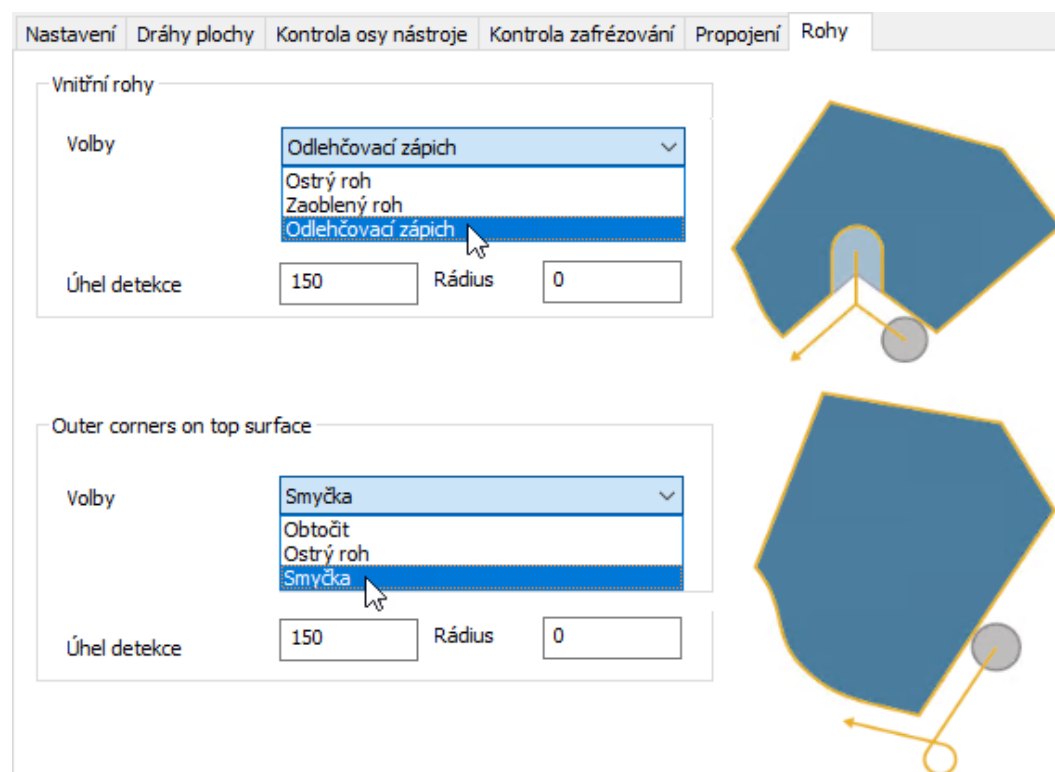 Nastavení Dráhy plochy Kontrola osy nástroje Kontrola zafrézování Propojení Rohy
Vnitřní rohy
Volby Odlehčovací zápich
Ostrý roh
Zaoblený roh
Odlehčovací zápich
Úhel detekce 150 Rádius 0
Outer corners on top surface
Volby Smyčka
Obtočit
Ostrý roh
Smyčka
Úhel detekce 150 Rádius 0